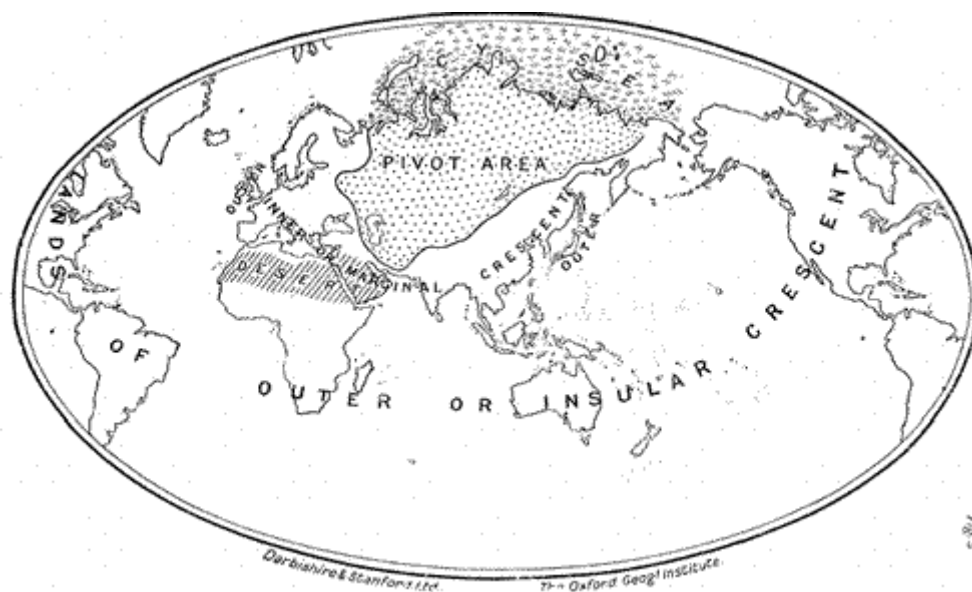 ICY SEA
PIVOT AREA
LANDS
OF
OUTER OR INSULAR CRESCENT
INNER OR MARGINAL
CRESCENT
OUTER
DESERT
Darbishire & Stanford, Ltd.
The Oxford Geogl Institute.